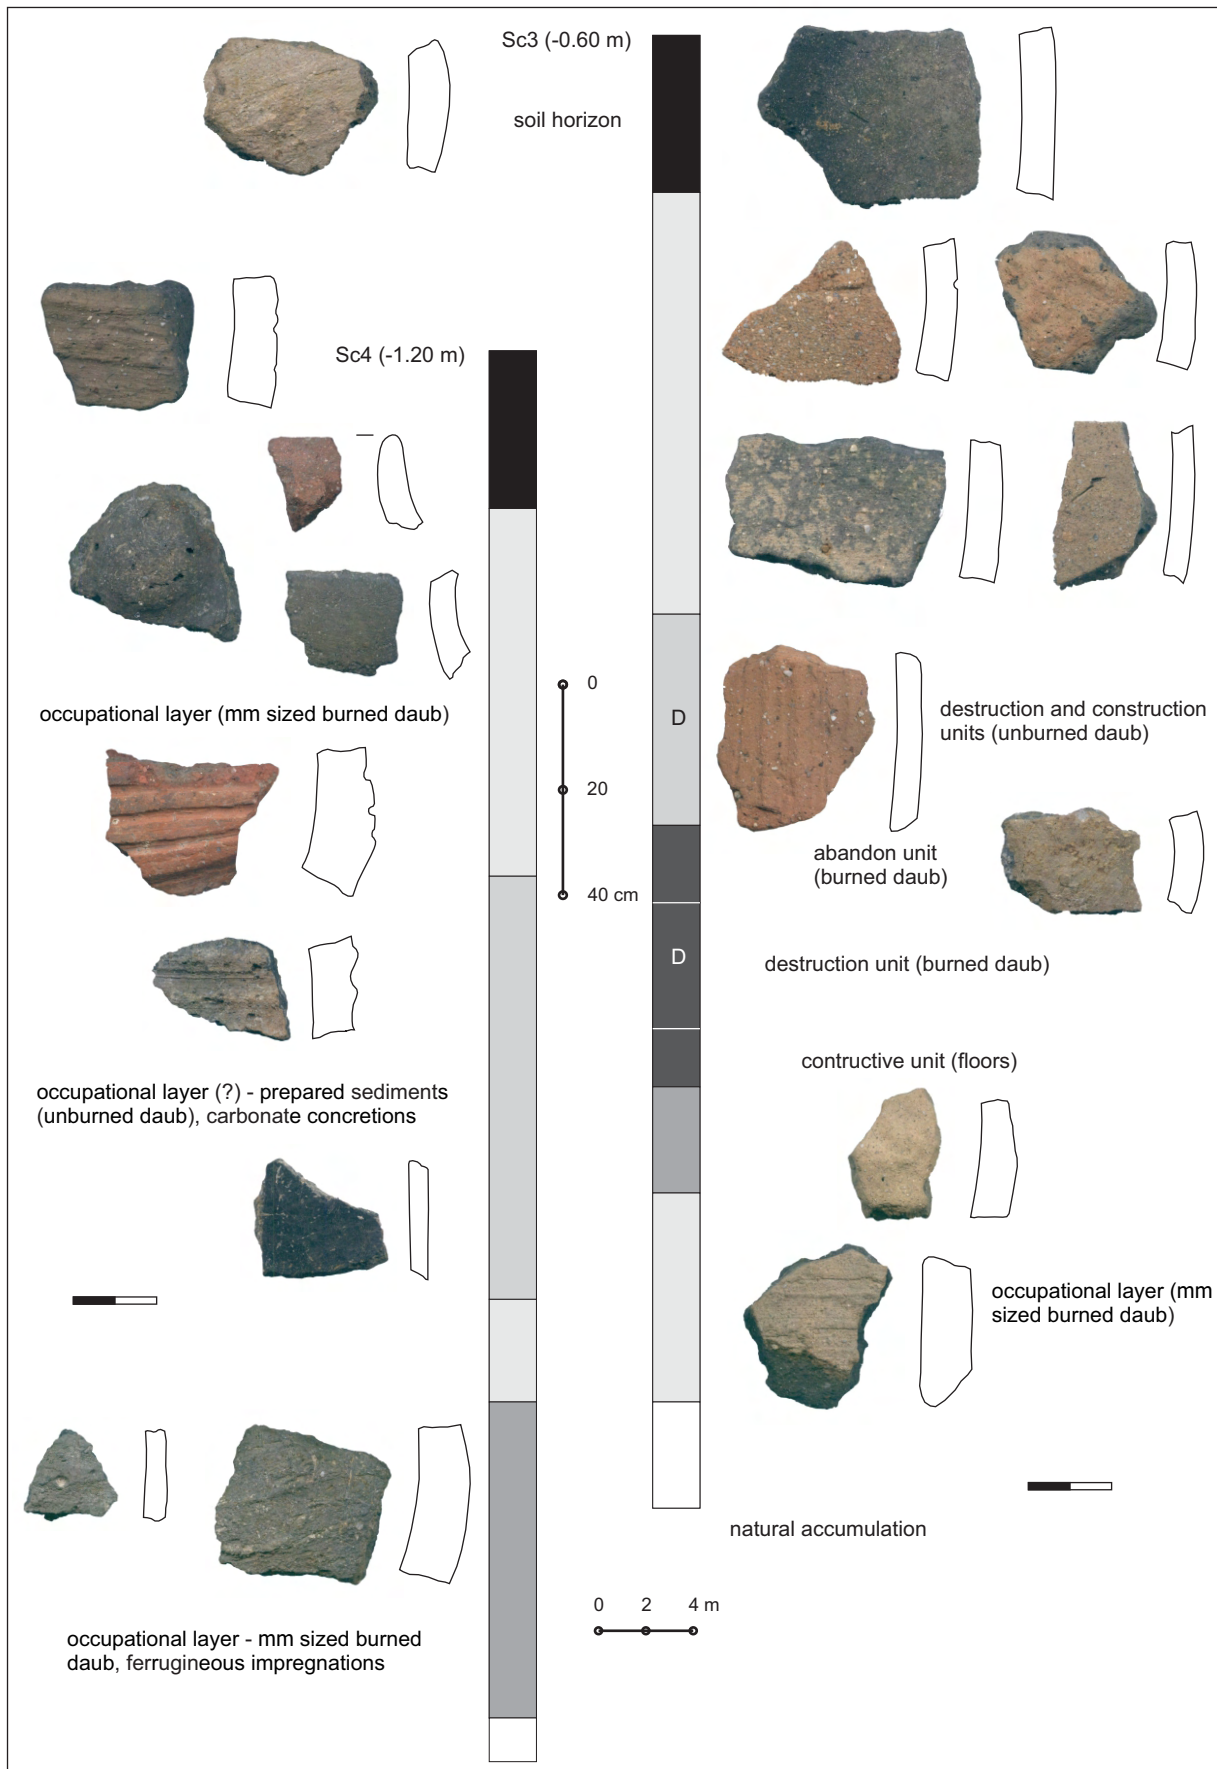 Sc3 (-0.60 m)
soil horizon
Sc4 (-1.20 m)
occupational layer (mm sized burned daub)
0
20
40 cm
D
destruction and construction
units (unburned daub)
abandon unit
(burned daub)
D
destruction unit (burned daub)
contructive unit (floors)
occupational layer (?) - prepared sediments
(unburned daub), carbonate concretions
occupational layer (mm
sized burned daub)
natural accumulation
0 2 4 m
occupational layer - mm sized burned
daub, ferrugineous impregnations